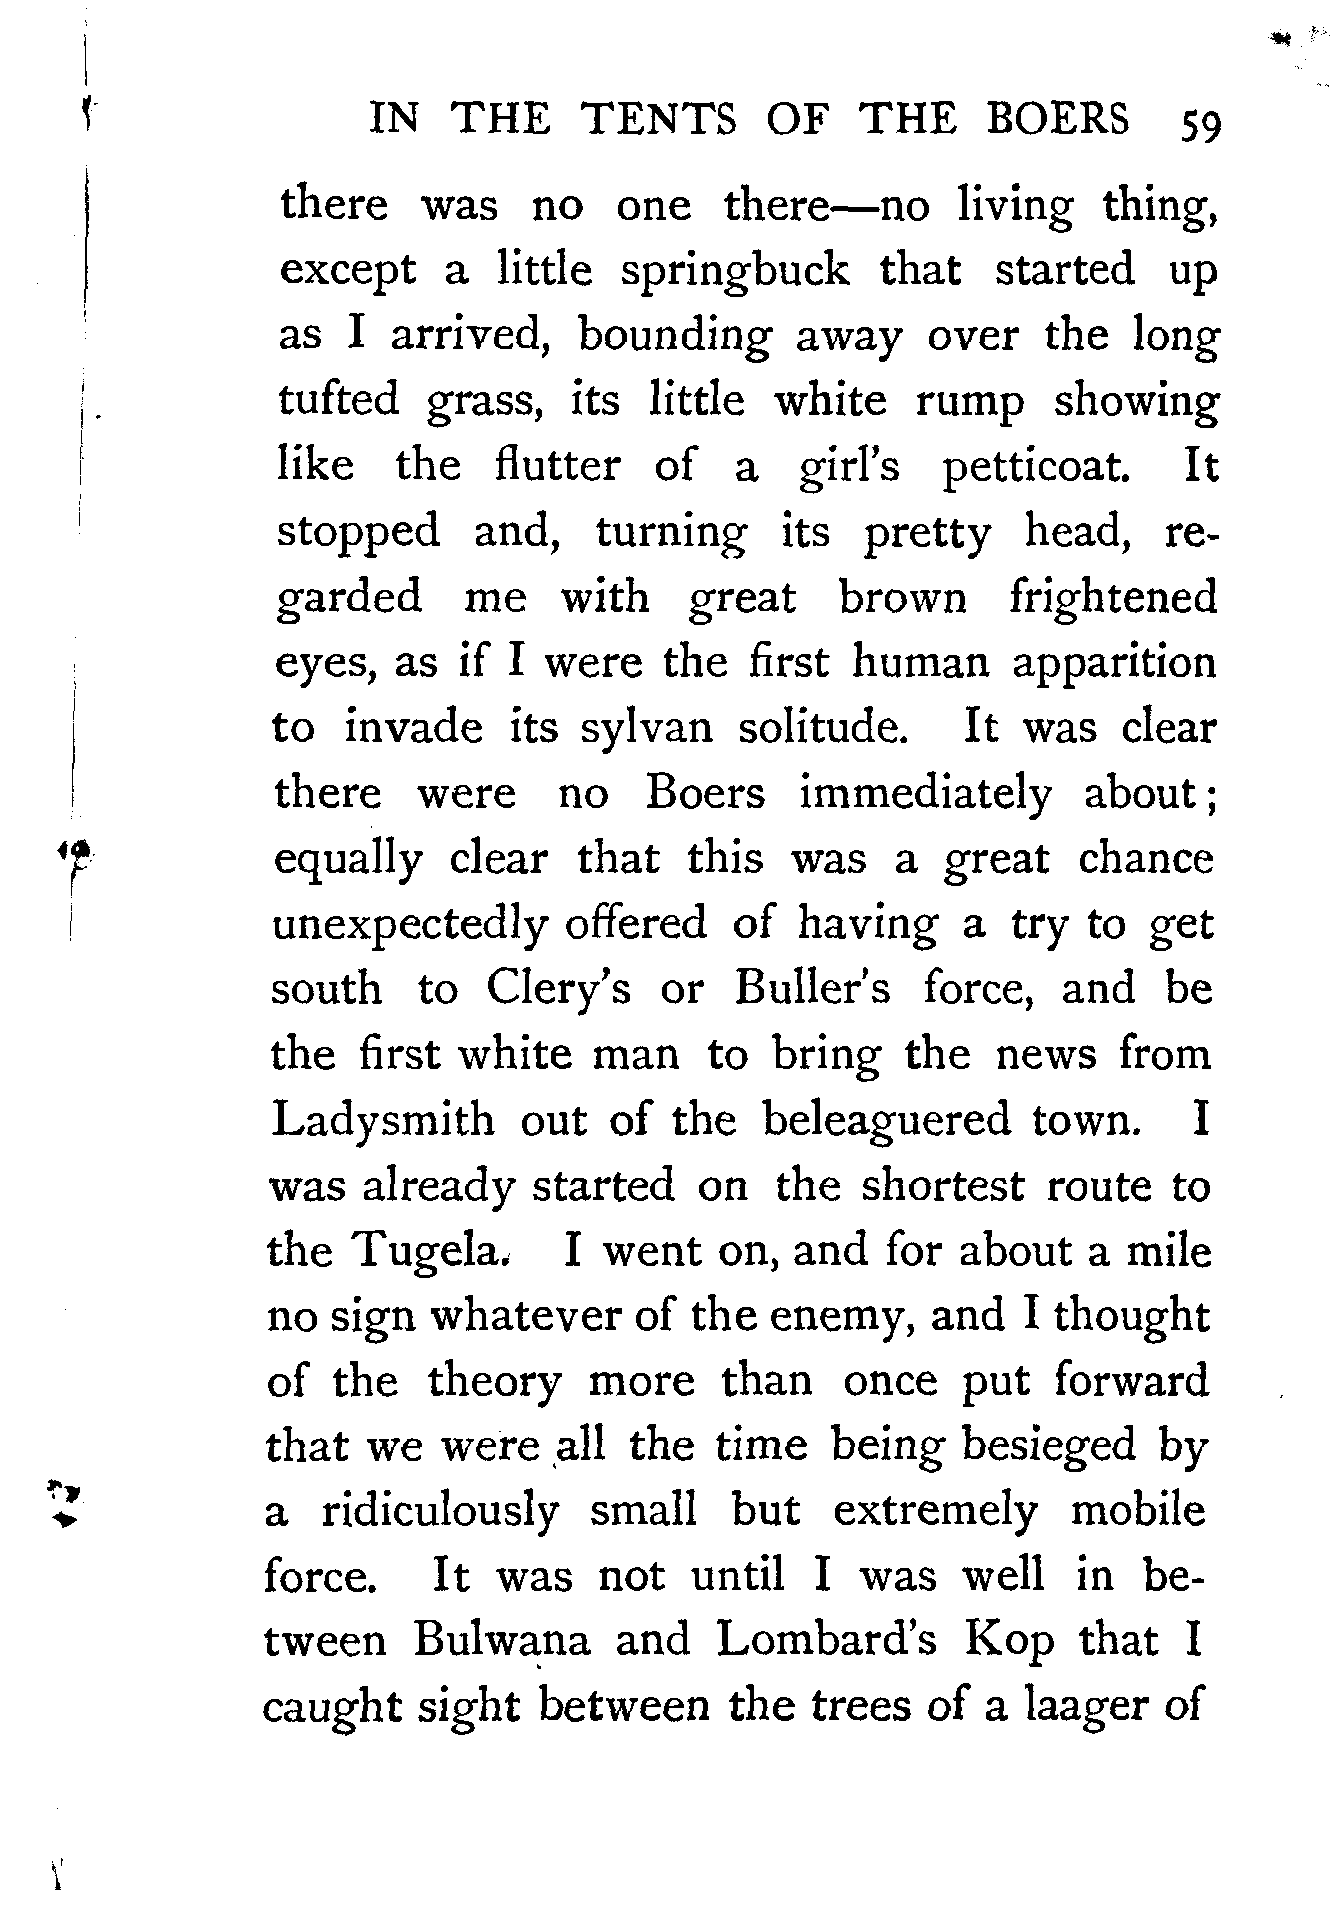 IN THE TENTS OF THE BOERS 59
there was no one there—no living thing,
except a little springbuck that started up
as I arrived, bounding away over the long
tufted grass, its little white rump showing
like the flutter of a girl's petticoat. It
stopped and, turning its pretty head, re-
garded me with great brown frightened
eyes, as if I were the first human apparition
to invade its sylvan solitude. It was clear
there were no Boers immediately about;
equally clear that this was a great chance
unexpectedly offered of having a try to get
south to Clery's or Buller's force, and be
the first white man to bring the news from
Ladysmith out of the beleaguered town. I
was already started on the shortest route to
the Tugela. I went on, and for about a mile
no sign whatever of the enemy, and I thought
of the theory more than once put forward
that we were all the time being besieged by
a ridiculously small but extremely mobile
force. It was not until I was well in be-
tween Bulwana and Lombard's Kop that I
caught sight between the trees of a laager of